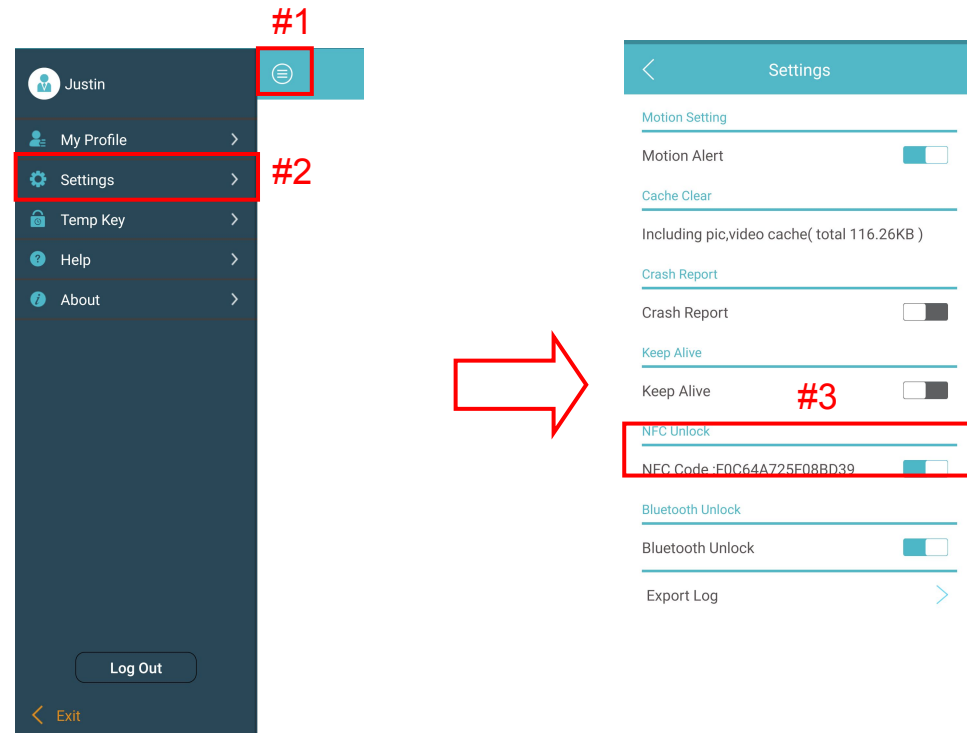 #1
Justin
My Profile
Settings
#2
Temp Key
Help
About
Log Out
Exit
Settings
Motion Setting
Motion Alert
Cache Clear
Including pic,video cache( total 116.26KB )
Crash Report
Crash Report
Keep Alive
Keep Alive
#3
NFC Unlock
NFC Code :F0C64A725F08BD39
Bluetooth Unlock
Bluetooth Unlock
Export Log